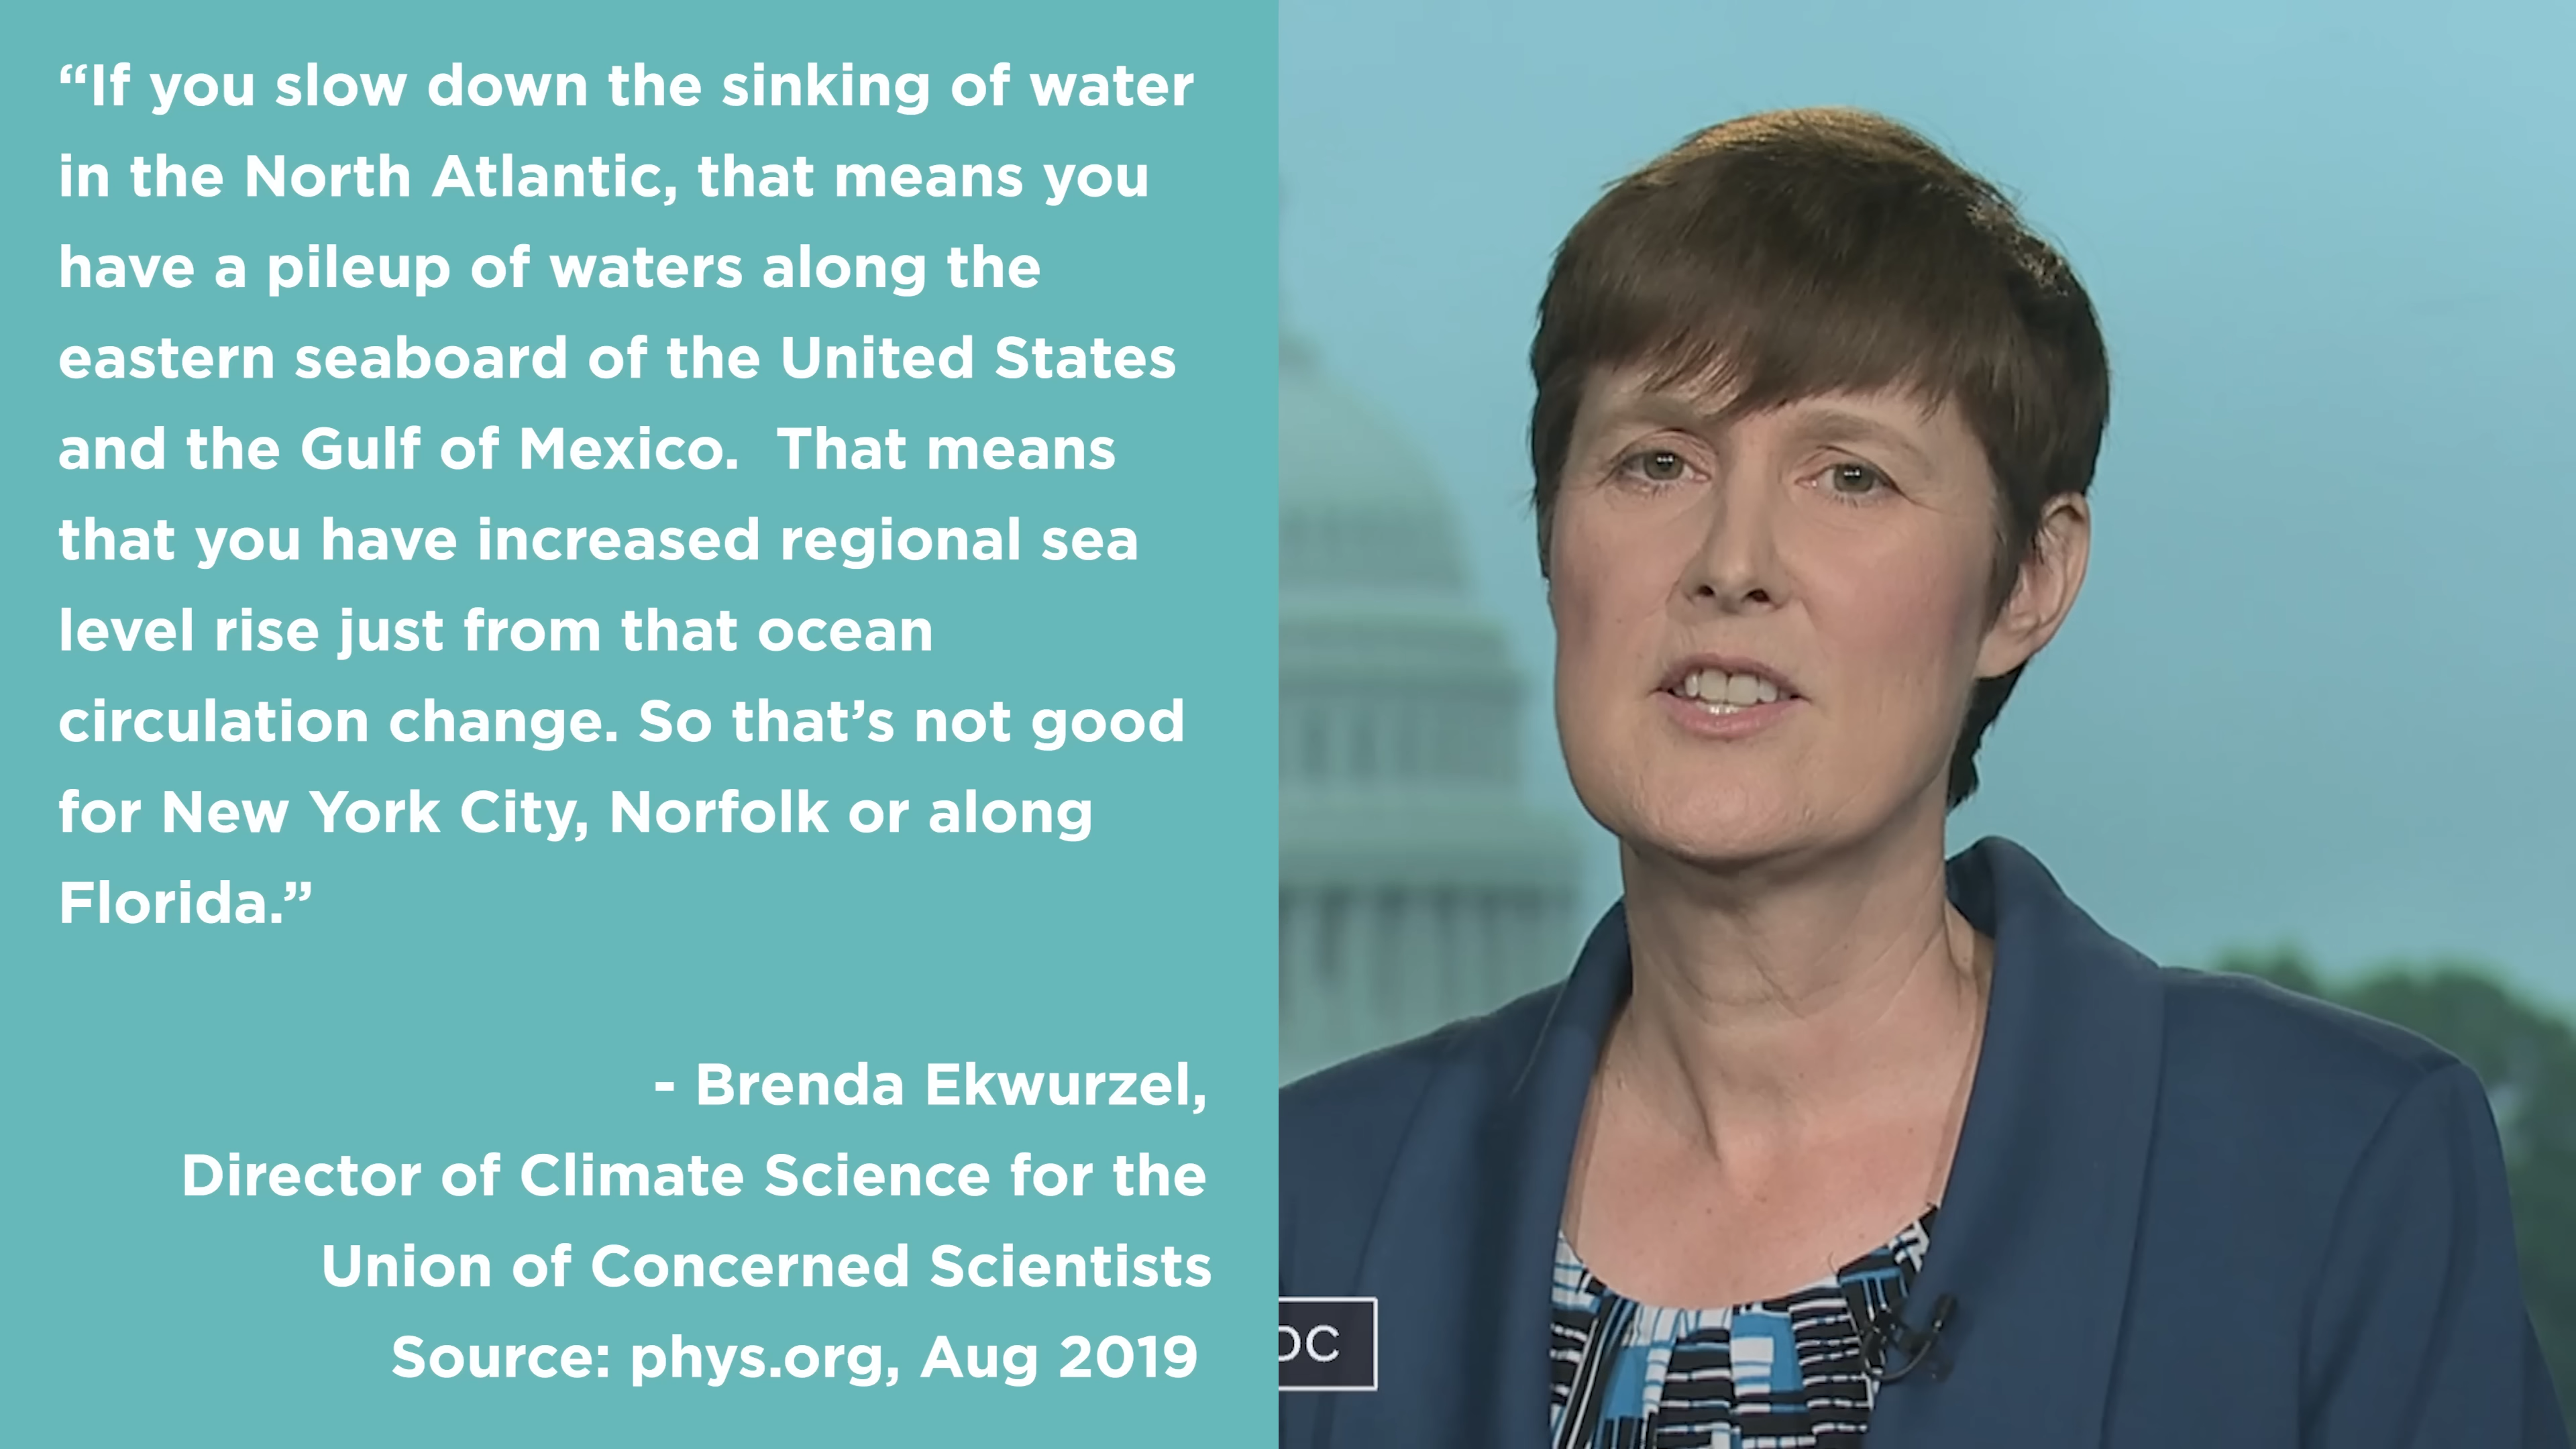 “If you slow down the sinking of water
in the North Atlantic, that means you
have a pileup of waters along the
eastern seaboard of the United States
and the Gulf of Mexico.  That means
that you have increased regional sea
level rise just from that ocean
circulation change. So that’s not good
for New York City, Norfolk or along
Florida.”
- Brenda Ekwurzel,
Director of Climate Science for the
Union of Concerned Scientists
Source: phys.org, Aug 2019
DC